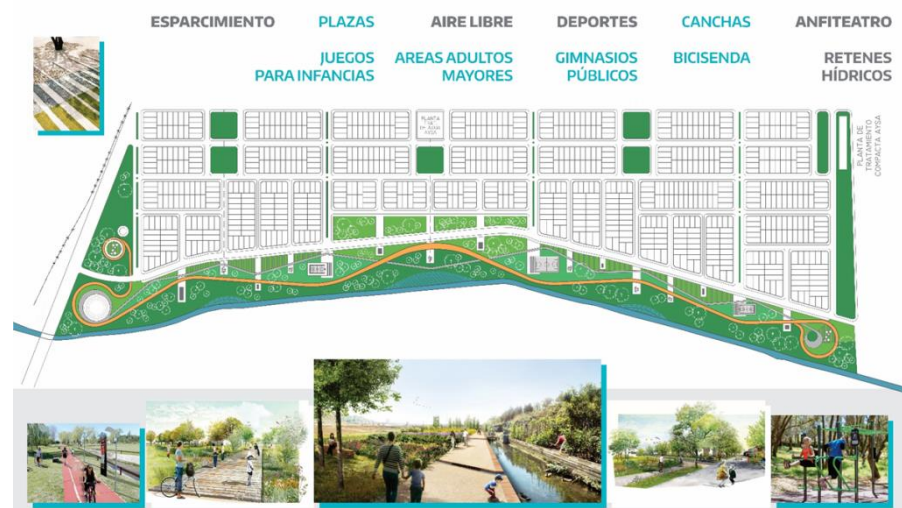 ESPARCIMIENTO PLAZAS AIRE LIBRE DEPORTES CANCHAS ANFITEATRO
JUEGOS PARA INFANCIAS
AREAS ADULTOS MAYORES
GIMNASIOS PÚBLICOS
BICISENDA
RETENES HÍDRICOS
PLANTA
PLANTA DE
TRATAMIENTO
COMPACTA AYSA